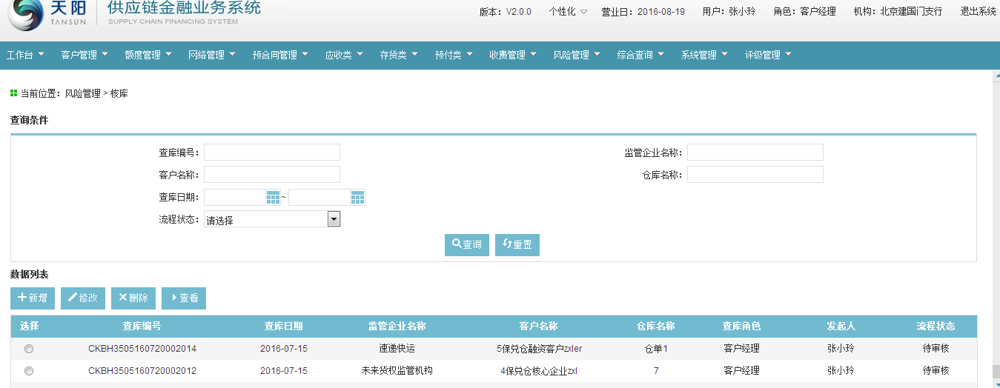 天阳 供应链金融业务系统
TANSUN SUPPLY CHAIN FINANCING SYSTEM
版本：V2.0.0 个性化 营业日：2016-08-19 用户：张小玲 角色：客户经理 机构：北京建国门支行 退出系统
工作台 客户管理 额度管理 网络管理 预合同管理 应收类 存货类 预付类 收费管理 风险管理 综合查询 系统管理 评级管理
当前位置：风险管理 > 核库
查询条件
查库编号： 监管企业名称：
客户名称： 仓库名称：
查库日期： ~
流程状态： 请选择
查询 重置
数据列表
新增 修改 删除 查看
选择 查库编号 查库日期 监管企业名称 客户名称 仓库名称 查库角色 发起人 流程状态
CKBH3505160720002014 2016-07-15 速递快运 5保兑仓融资客户zxler 仓单1 客户经理 张小玲 待审核
CKBH3505160720002012 2016-07-15 未来货权监管机构 4保兑仓核心企业zxl 7 客户经理 张小玲 待审核